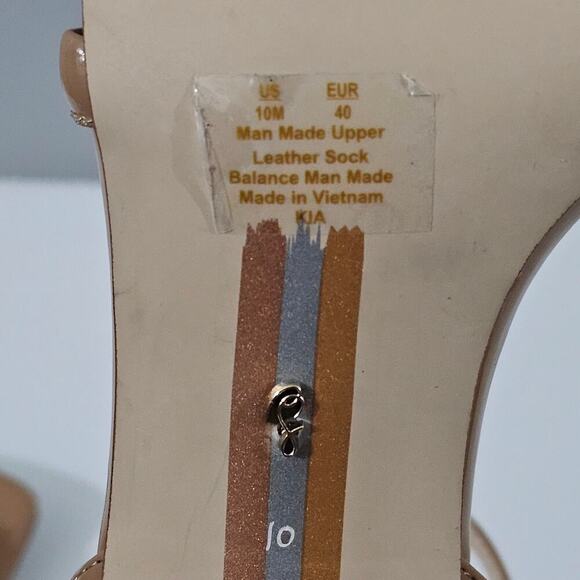 US EUR
10M 40
Man Made Upper
Leather Sock
Balance Man Made
Made in Vietnam
KIA
10